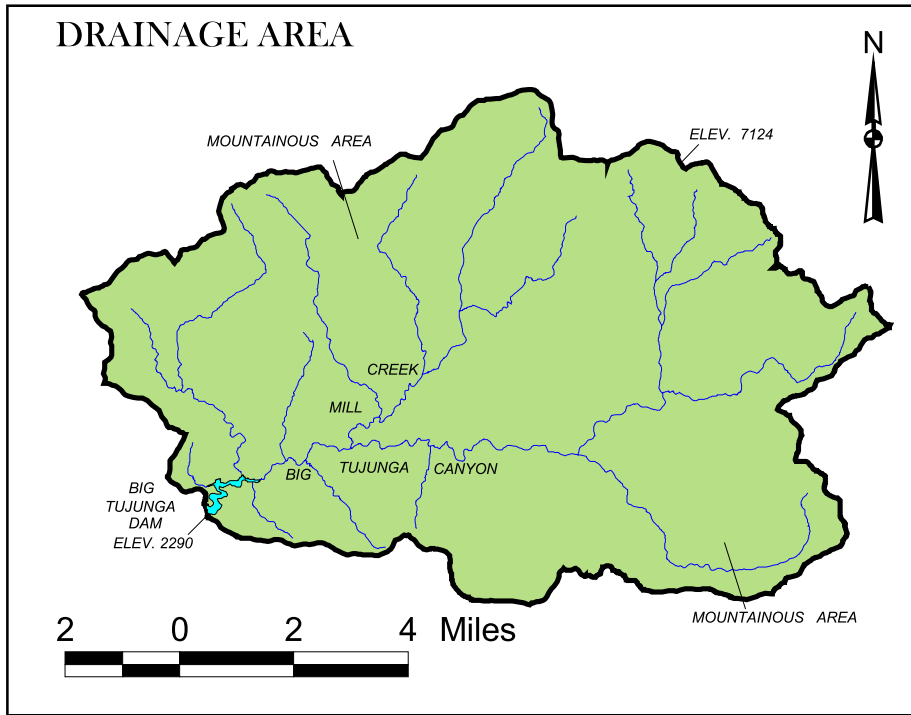 DRAINAGE AREA
N
MOUNTAINOUS AREA
ELEV. 7124
CREEK
MILL
BIG TUJUNGA CANYON
BIG
TUJUNGA
DAM
ELEV. 2290
MOUNTAINOUS AREA
2 0 2 4 Miles